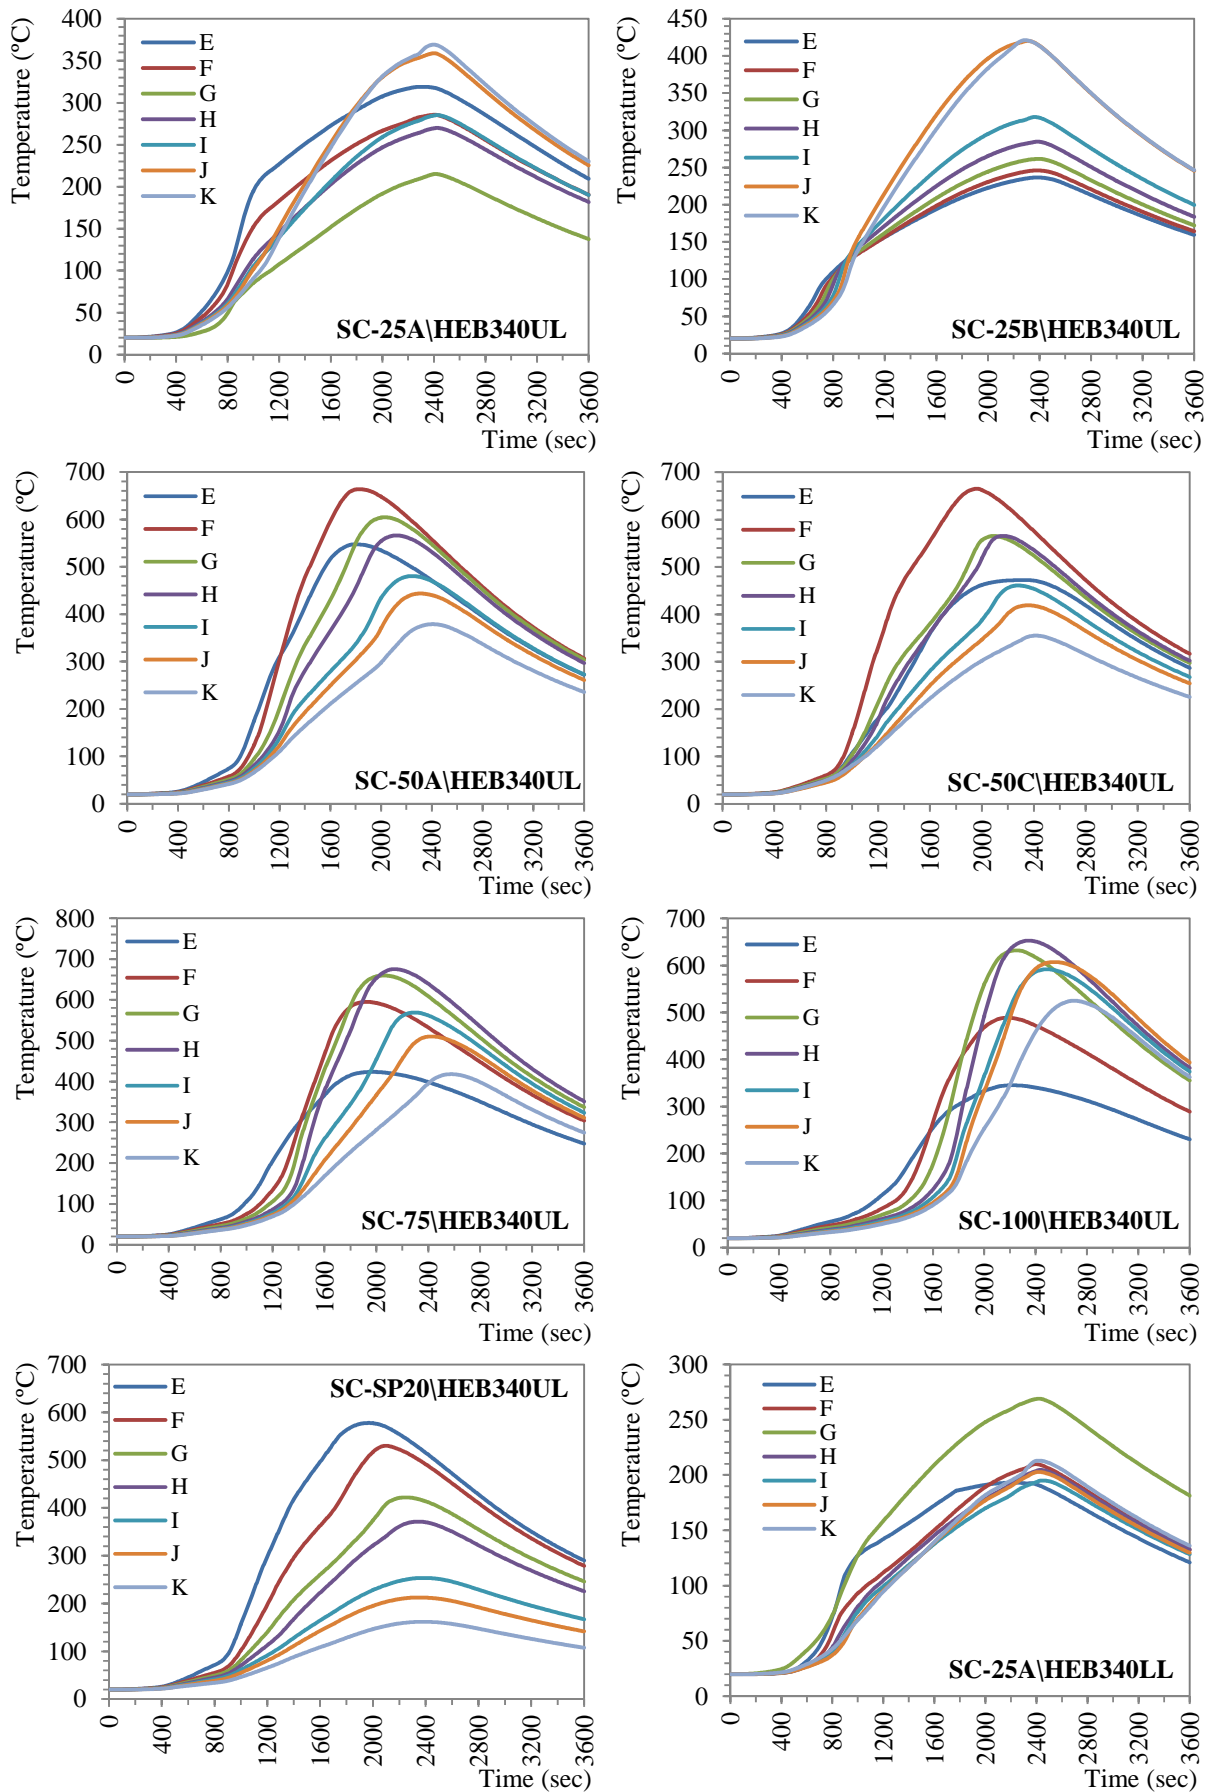 Temperature (ºC)
400
350
300
250
200
150
100
50
0
E
F
G
H
I
J
K
SC-25A\HEB340UL
0 400 800 1200 1600 2000 2400 2800 3200 3600
Time (sec)
Temperature (ºC)
450
400
350
300
250
200
150
100
50
0
E
F
G
H
I
J
K
SC-25B\HEB340UL
0 400 800 1200 1600 2000 2400 2800 3200 3600
Time (sec)
Temperature (ºC)
700
600
500
400
300
200
100
0
E
F
G
H
I
J
K
SC-50A\HEB340UL
0 400 800 1200 1600 2000 2400 2800 3200 3600
Time (sec)
Temperature (ºC)
700
600
500
400
300
200
100
0
E
F
G
H
I
J
K
SC-50C\HEB340UL
0 400 800 1200 1600 2000 2400 2800 3200 3600
Time (sec)
Temperature (ºC)
800
700
600
500
400
300
200
100
0
E
F
G
H
I
J
K
SC-75\HEB340UL
0 400 800 1200 1600 2000 2400 2800 3200 3600
Time (sec)
Temperature (ºC)
700
600
500
400
300
200
100
0
E
F
G
H
I
J
K
SC-100\HEB340UL
0 400 800 1200 1600 2000 2400 2800 3200 3600
Time (sec)
Temperature (ºC)
700
600
500
400
300
200
100
0
SC-SP20\HEB340UL
E
F
G
H
I
J
K
0 400 800 1200 1600 2000 2400 2800 3200 3600
Time (sec)
Temperature (ºC)
300
250
200
150
100
50
0
E
F
G
H
I
J
K
SC-25A\HEB340LL
0 400 800 1200 1600 2000 2400 2800 3200 3600
Time (sec)